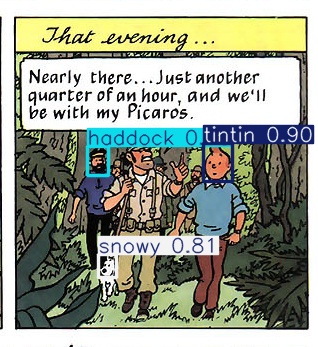 That evening...
Nearly there...Just another
quarter of an hour, and we'll
be with my Picaros.
haddock 0
tintin 0.90
snowy 0.81